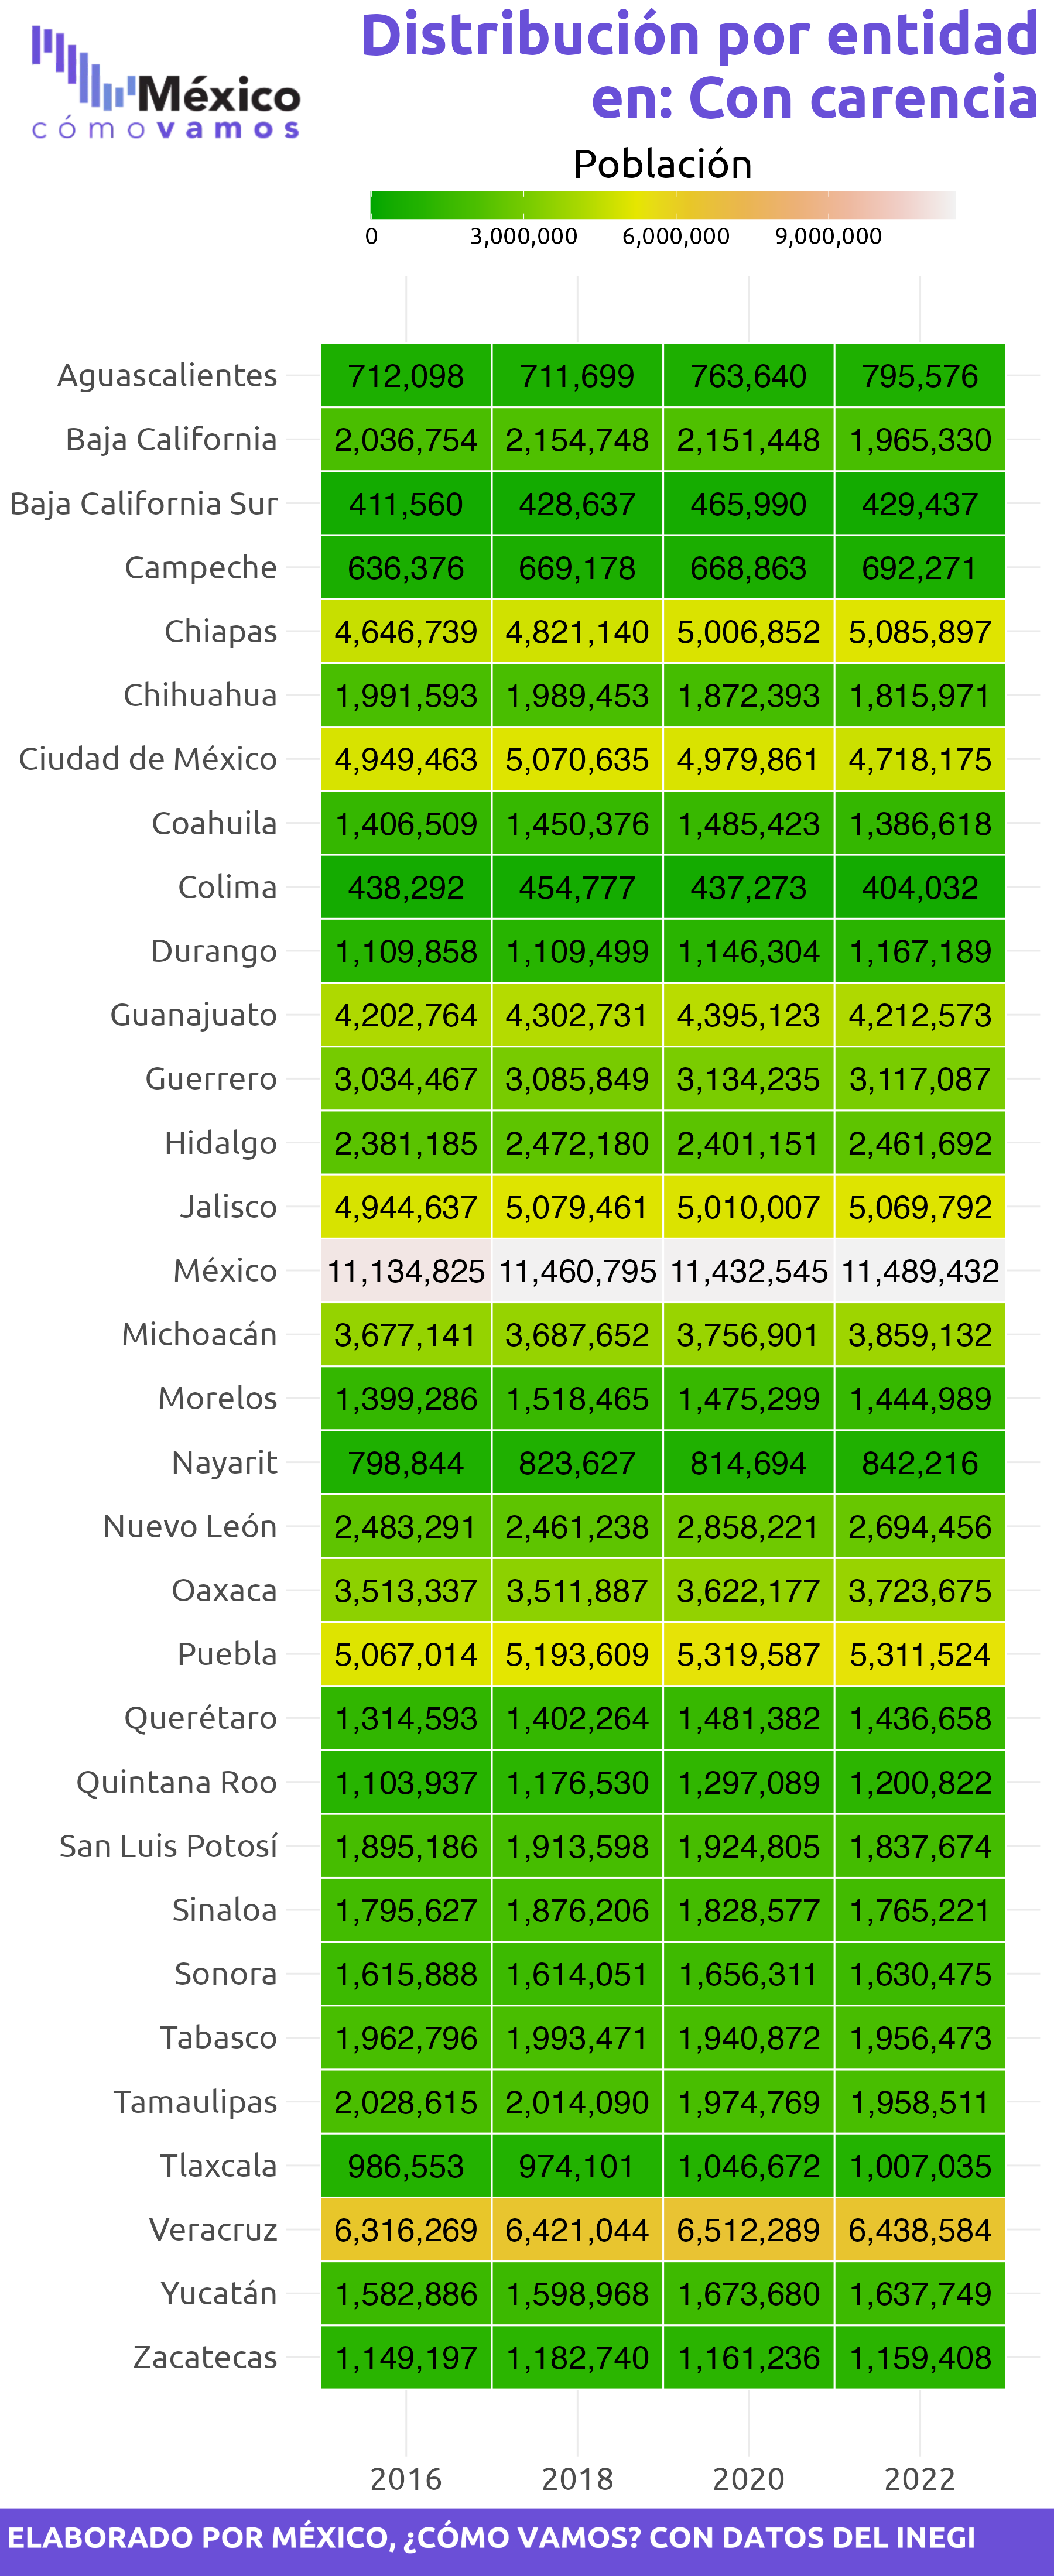 México
cómovamos
Distribución por entidad
en: Con carencia
Población
0 3,000,000 6,000,000 9,000,000
Aguascalientes 712,098 711,699 763,640 795,576
Baja California 2,036,754 2,154,748 2,151,448 1,965,330
Baja California Sur 411,560 428,637 465,990 429,437
Campeche 636,376 669,178 668,863 692,271
Chiapas 4,646,739 4,821,140 5,006,852 5,085,897
Chihuahua 1,991,593 1,989,453 1,872,393 1,815,971
Ciudad de México 4,949,463 5,070,635 4,979,861 4,718,175
Coahuila 1,406,509 1,450,376 1,485,423 1,386,618
Colima 438,292 454,777 437,273 404,032
Durango 1,109,858 1,109,499 1,146,304 1,167,189
Guanajuato 4,202,764 4,302,731 4,395,123 4,212,573
Guerrero 3,034,467 3,085,849 3,134,235 3,117,087
Hidalgo 2,381,185 2,472,180 2,401,151 2,461,692
Jalisco 4,944,637 5,079,461 5,010,007 5,069,792
México 11,134,825 11,460,795 11,432,545 11,489,432
Michoacán 3,677,141 3,687,652 3,756,901 3,859,132
Morelos 1,399,286 1,518,465 1,475,299 1,444,989
Nayarit 798,844 823,627 814,694 842,216
Nuevo León 2,483,291 2,461,238 2,858,221 2,694,456
Oaxaca 3,513,337 3,511,887 3,622,177 3,723,675
Puebla 5,067,014 5,193,609 5,319,587 5,311,524
Querétaro 1,314,593 1,402,264 1,481,382 1,436,658
Quintana Roo 1,103,937 1,176,530 1,297,089 1,200,822
San Luis Potosí 1,895,186 1,913,598 1,924,805 1,837,674
Sinaloa 1,795,627 1,876,206 1,828,577 1,765,221
Sonora 1,615,888 1,614,051 1,656,311 1,630,475
Tabasco 1,962,796 1,993,471 1,940,872 1,956,473
Tamaulipas 2,028,615 2,014,090 1,974,769 1,958,511
Tlaxcala 986,553 974,101 1,046,672 1,007,035
Veracruz 6,316,269 6,421,044 6,512,289 6,438,584
Yucatán 1,582,886 1,598,968 1,673,680 1,637,749
Zacatecas 1,149,197 1,182,740 1,161,236 1,159,408
2016 2018 2020 2022
ELABORADO POR MÉXICO, ¿CÓMO VAMOS? CON DATOS DEL INEGI